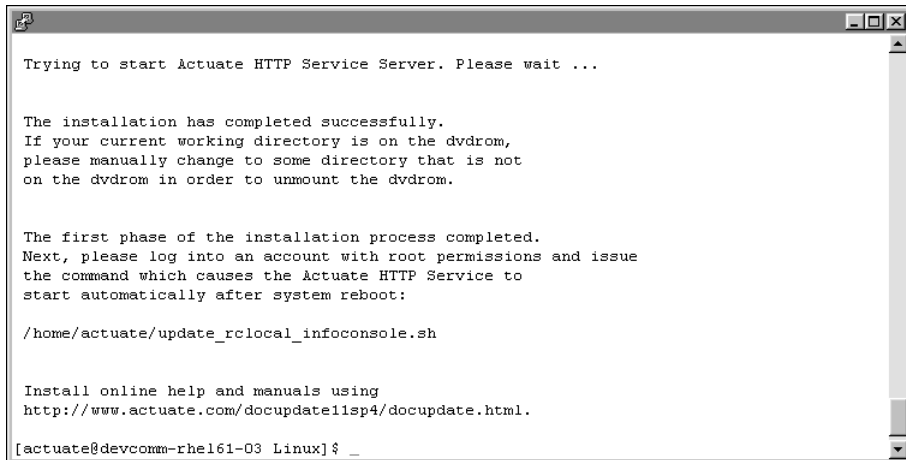 Trying to start Actuate HTTP Service Server. Please wait ...
The installation has completed successfully.
If your current working directory is on the dvdrom,
please manually change to some directory that is not
on the dvdrom in order to unmount the dvdrom.
The first phase of the installation process completed.
Next, please log into an account with root permissions and issue
the command which causes the Actuate HTTP Service to
start automatically after system reboot:
/home/actuate/update_rclocal_infoconsole.sh
Install online help and manuals using
http://www.actuate.com/docupdate11sp4/docupdate.html.
[actuate@devcomm-rhel61-03 Linux]$ _